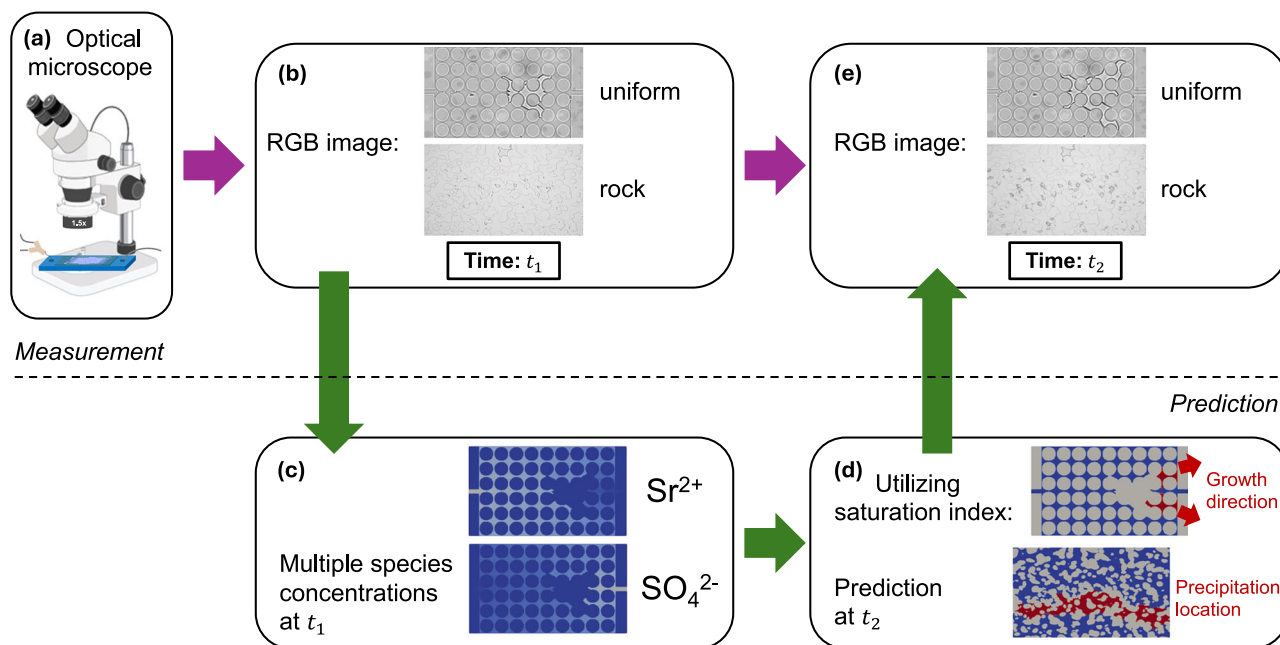 (a) Optical
microscope
1.5x
(b)
RGB image:
uniform
rock
Time: t₁
(e)
RGB image:
uniform
rock
Time: t₂
Measurement
Prediction
(c)
Sr²⁺
Multiple species
concentrations
at t₁
SO₄²⁻
(d)
Utilizing
saturation index:
Growth
direction
Prediction
at t₂
Precipitation
location